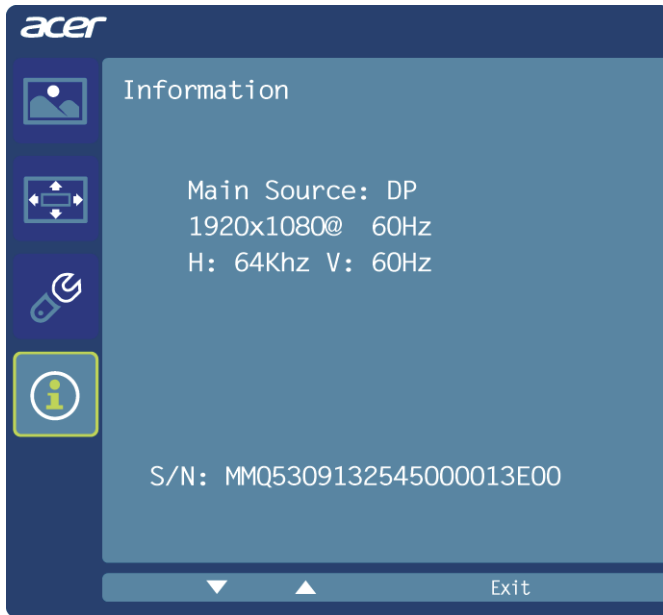 acer
Information
Main Source: DP
1920x1080@ 60Hz
H: 64Khz V: 60Hz
S/N: MMQ5309132545000013E00
Exit